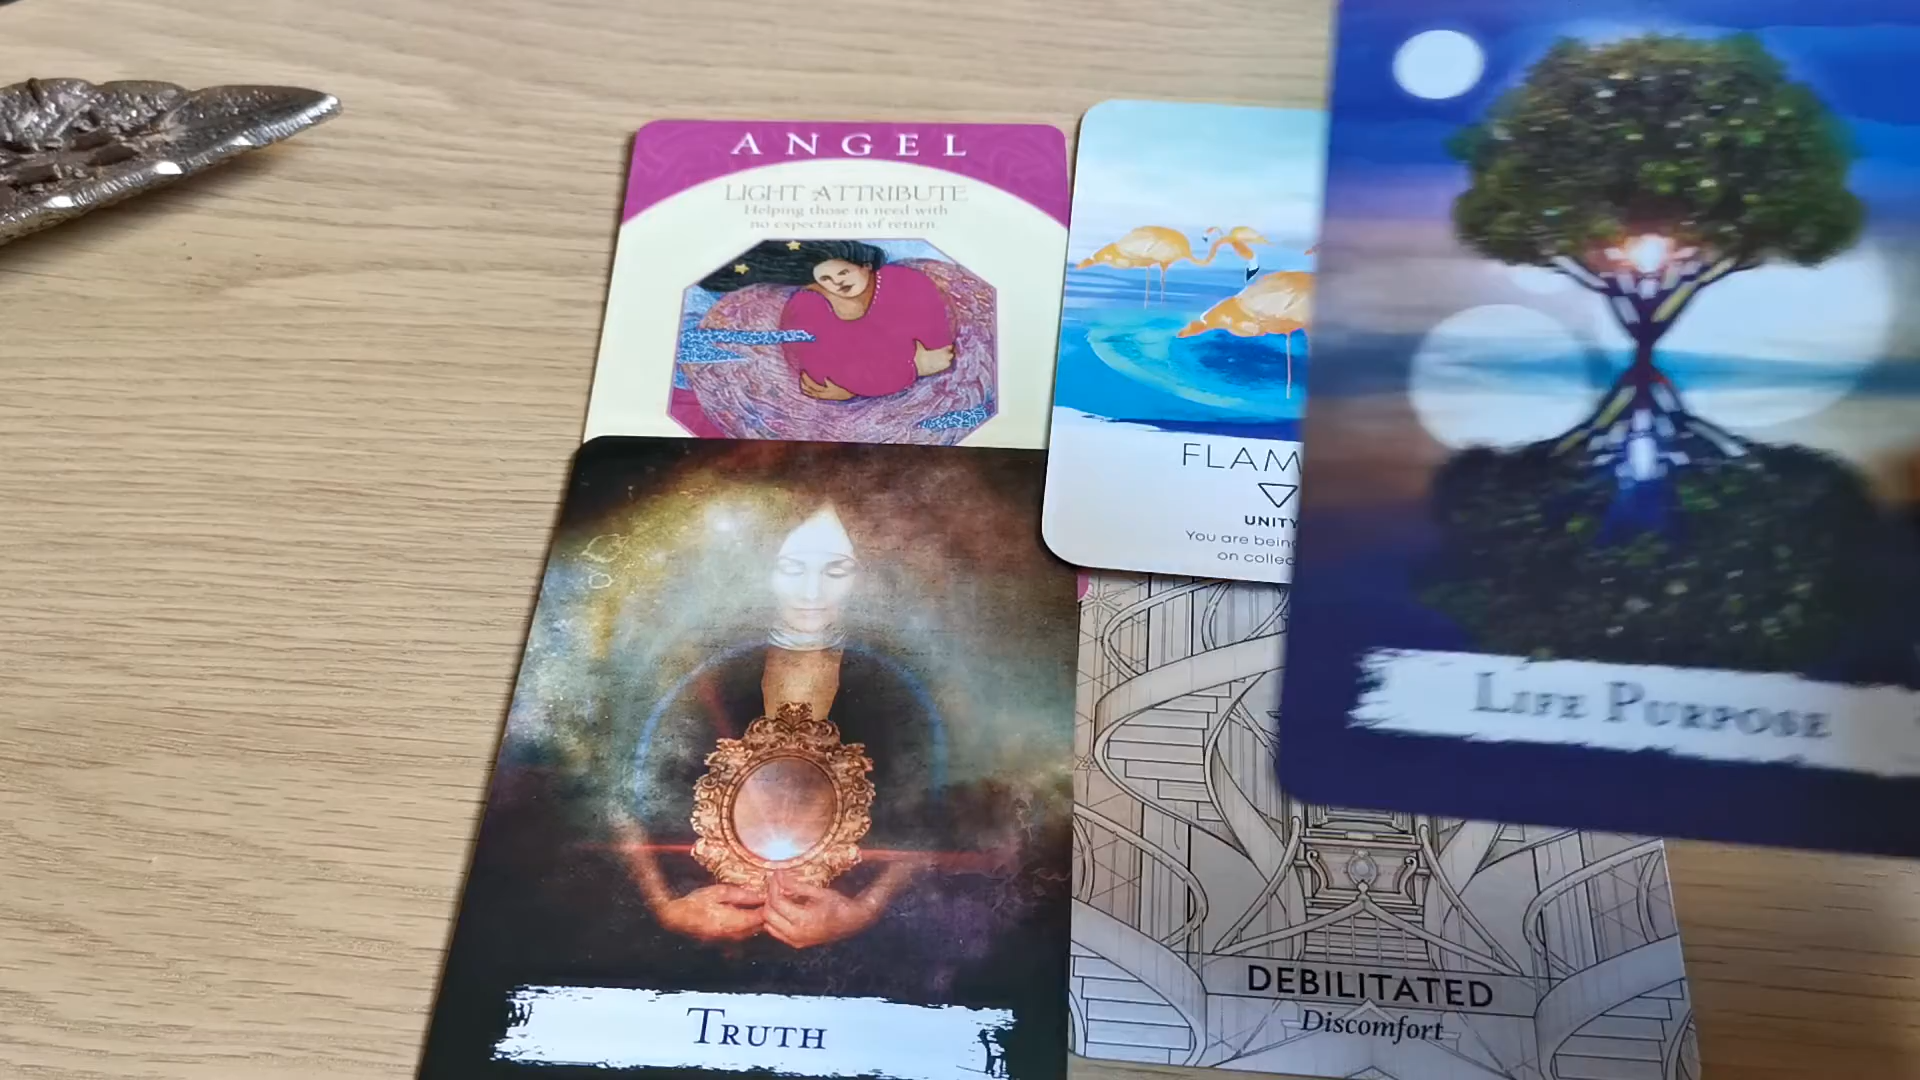 ANGEL
LIGHT ATTRIBUTE
Helping those in need with
no expectation of return.
FLAM
UNITY
You are being
on collec
LIFE PURPOSE
DEBILITATED
Discomfort
TRUTH